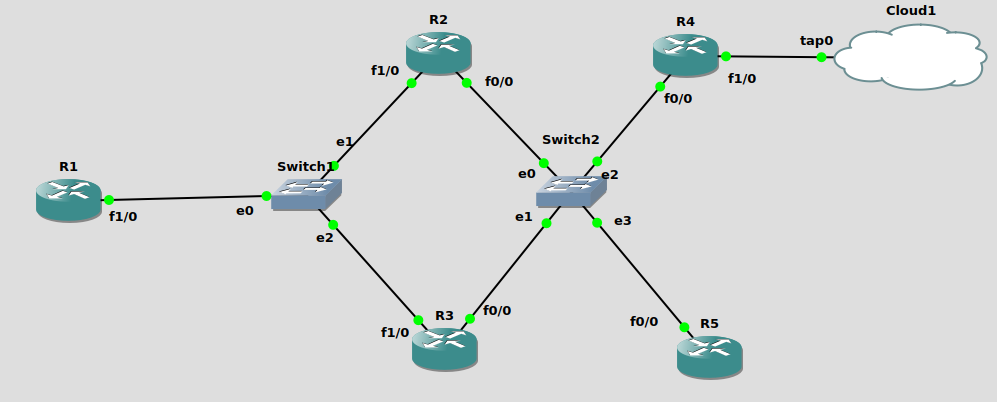 Cloud1
R2
R4
tap0
f1/0
f0/0
f1/0
f0/0
e1
Switch2
R1
Switch1
e0
e2
f1/0
e0
e1
e3
e2
R3
f0/0
f1/0
f0/0
R5